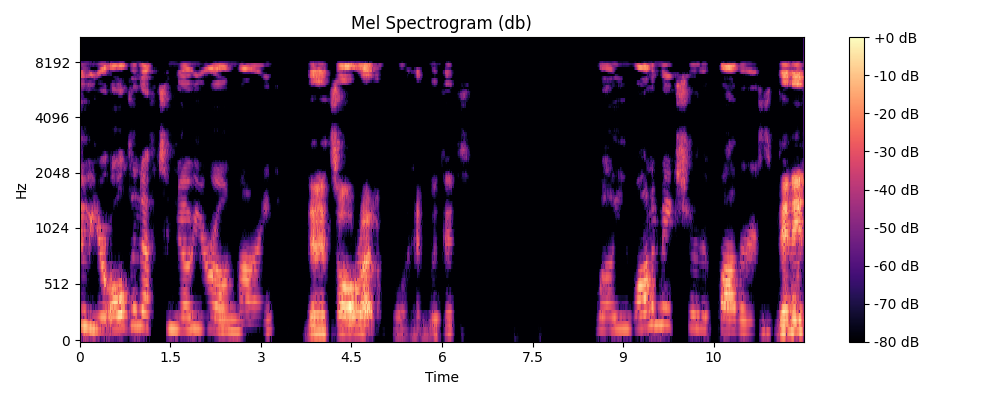 Mel Spectrogram (db)
Hz
8192
4096
2048
1024
512
0
0 1.5 3 4.5 6 7.5 9 10
Time
+0 dB
-10 dB
-20 dB
-30 dB
-40 dB
-50 dB
-60 dB
-70 dB
-80 dB